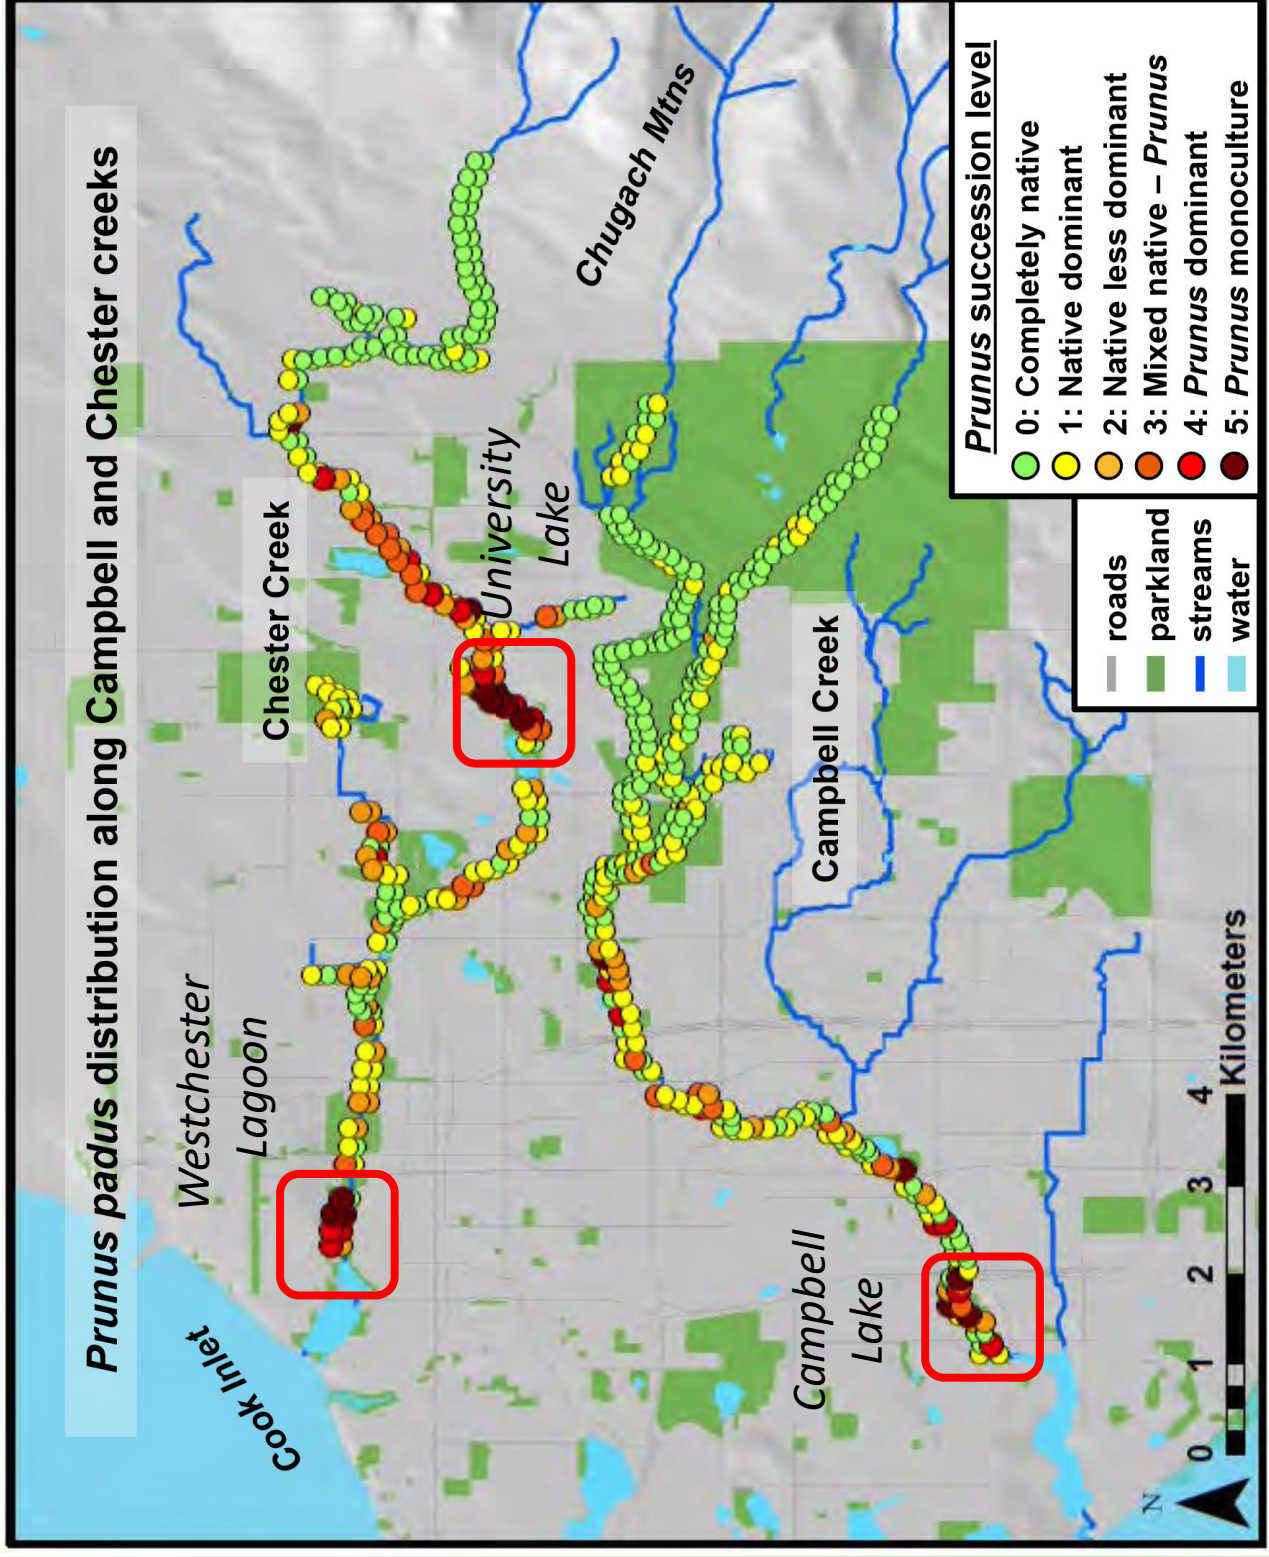 Prunus padus distribution along Campbell and Chester creeks
Cook Inlet
Westchester
Lagoon
Chester Creek
University
Lake
Chugach Mtns
Campbell
Lake
Campbell Creek
N
0 1 2 3 4
Kilometers
roads
parkland
streams
water
Prunus succession level
0: Completely native
1: Native dominant
2: Native less dominant
3: Mixed native – Prunus
4: Prunus dominant
5: Prunus monoculture